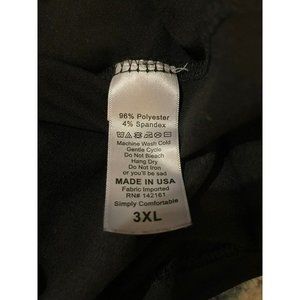 96% Polyester
4% Spandex
Machine Wash Cold
Gentle Cycle
Do Not Bleach
Hang Dry
Do Not Iron
or you'll be sad
MADE IN USA
Fabric Imported
RN# 142161
Simply Comfortable
3XL